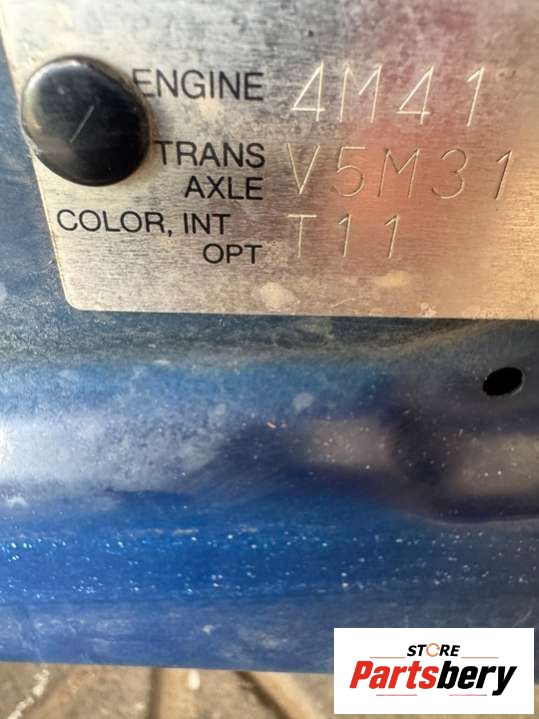 ENGINE 4M41
TRANS V5M31
AXLE
COLOR, INT T11
OPT
STORE
Partsbery